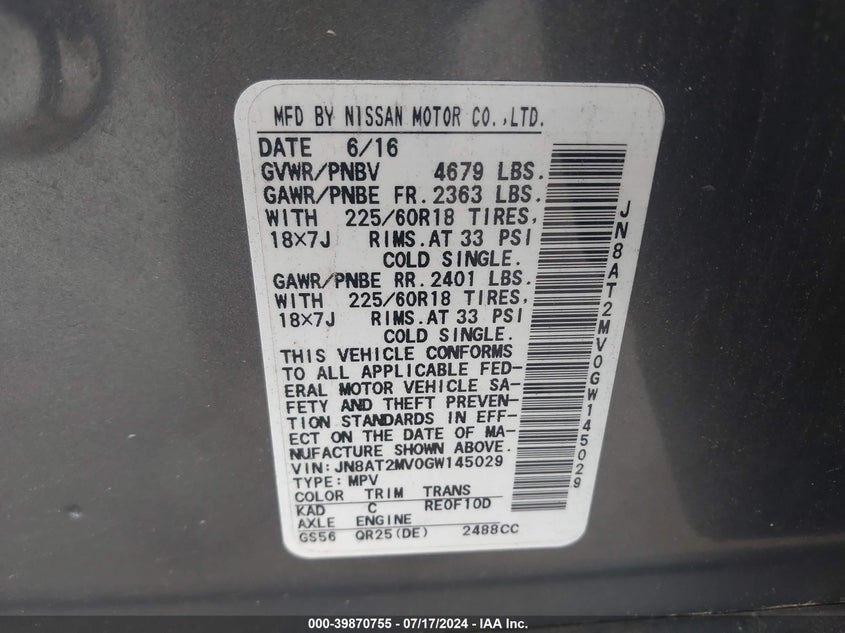 MFD BY NISSAN MOTOR CO.,LTD.
DATE 6/16
GVWR/PNBV 4679 LBS.
GAWR/PNBE FR.2363 LBS.
WITH 225/60R18 TIRES,
18×7J RIMS.AT 33 PSI
COLD SINGLE.
GAWR/PNBE RR.2401 LBS.
WITH 225/60R18 TIRES,
18×7J RIMS.AT 33 PSI
COLD SINGLE.
THIS VEHICLE CONFORMS
TO ALL APPLICABLE FED-
ERAL MOTOR VEHICLE SA-
FETY AND THEFT PREVEN-
TION STANDARDS IN EFF-
ECT ON THE DATE OF MA-
NUFACTURE SHOWN ABOVE.
VIN:JN8AT2MV0GW145029
TYPE:MPV
COLOR TRIM TRANS
KAD C RE0F10D
AXLE ENGINE
GS56 QR25(DE) 2488CC
JN8AT2MV0GW145029
000-39870755 - 07/17/2024 - IAA Inc.